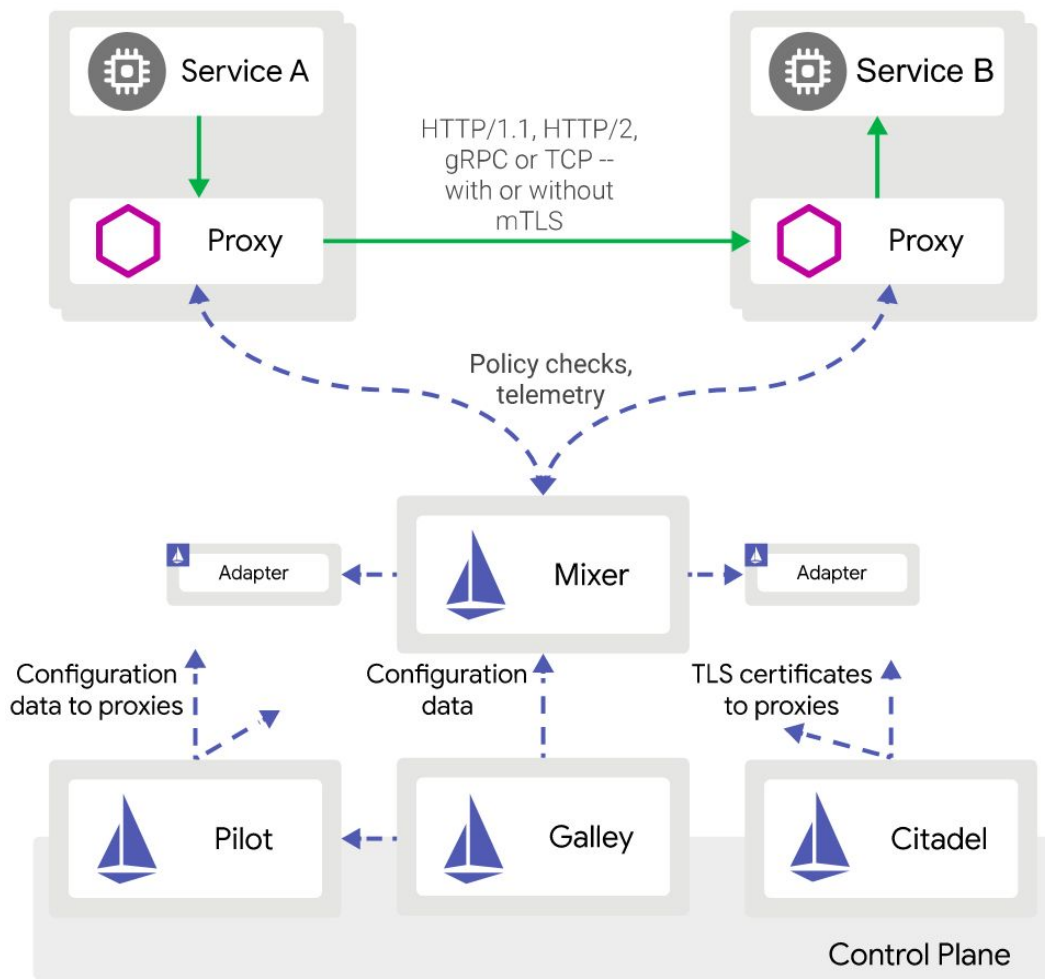 Service A
Service B
HTTP/1.1, HTTP/2,
gRPC or TCP --
with or without
mTLS
Proxy
Proxy
Policy checks,
telemetry
Mixer
Adapter
Adapter
Configuration
data to proxies
Configuration
data
TLS certificates
to proxies
Pilot
Galley
Citadel
Control Plane